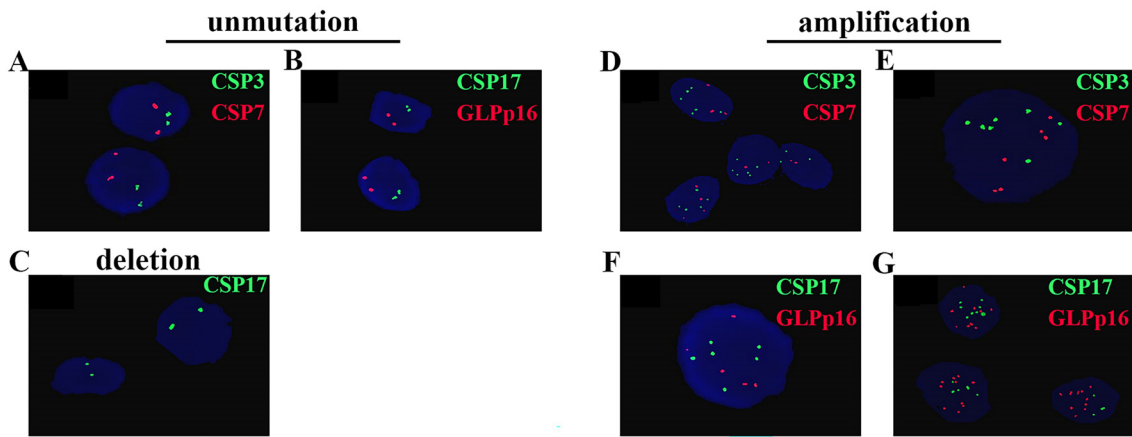 unmutation
A
CSP3
CSP7
B
CSP17
GLPp16
C
deletion
CSP17
amplification
D
CSP3
CSP7
E
CSP3
CSP7
F
CSP17
GLPp16
G
CSP17
GLPp16